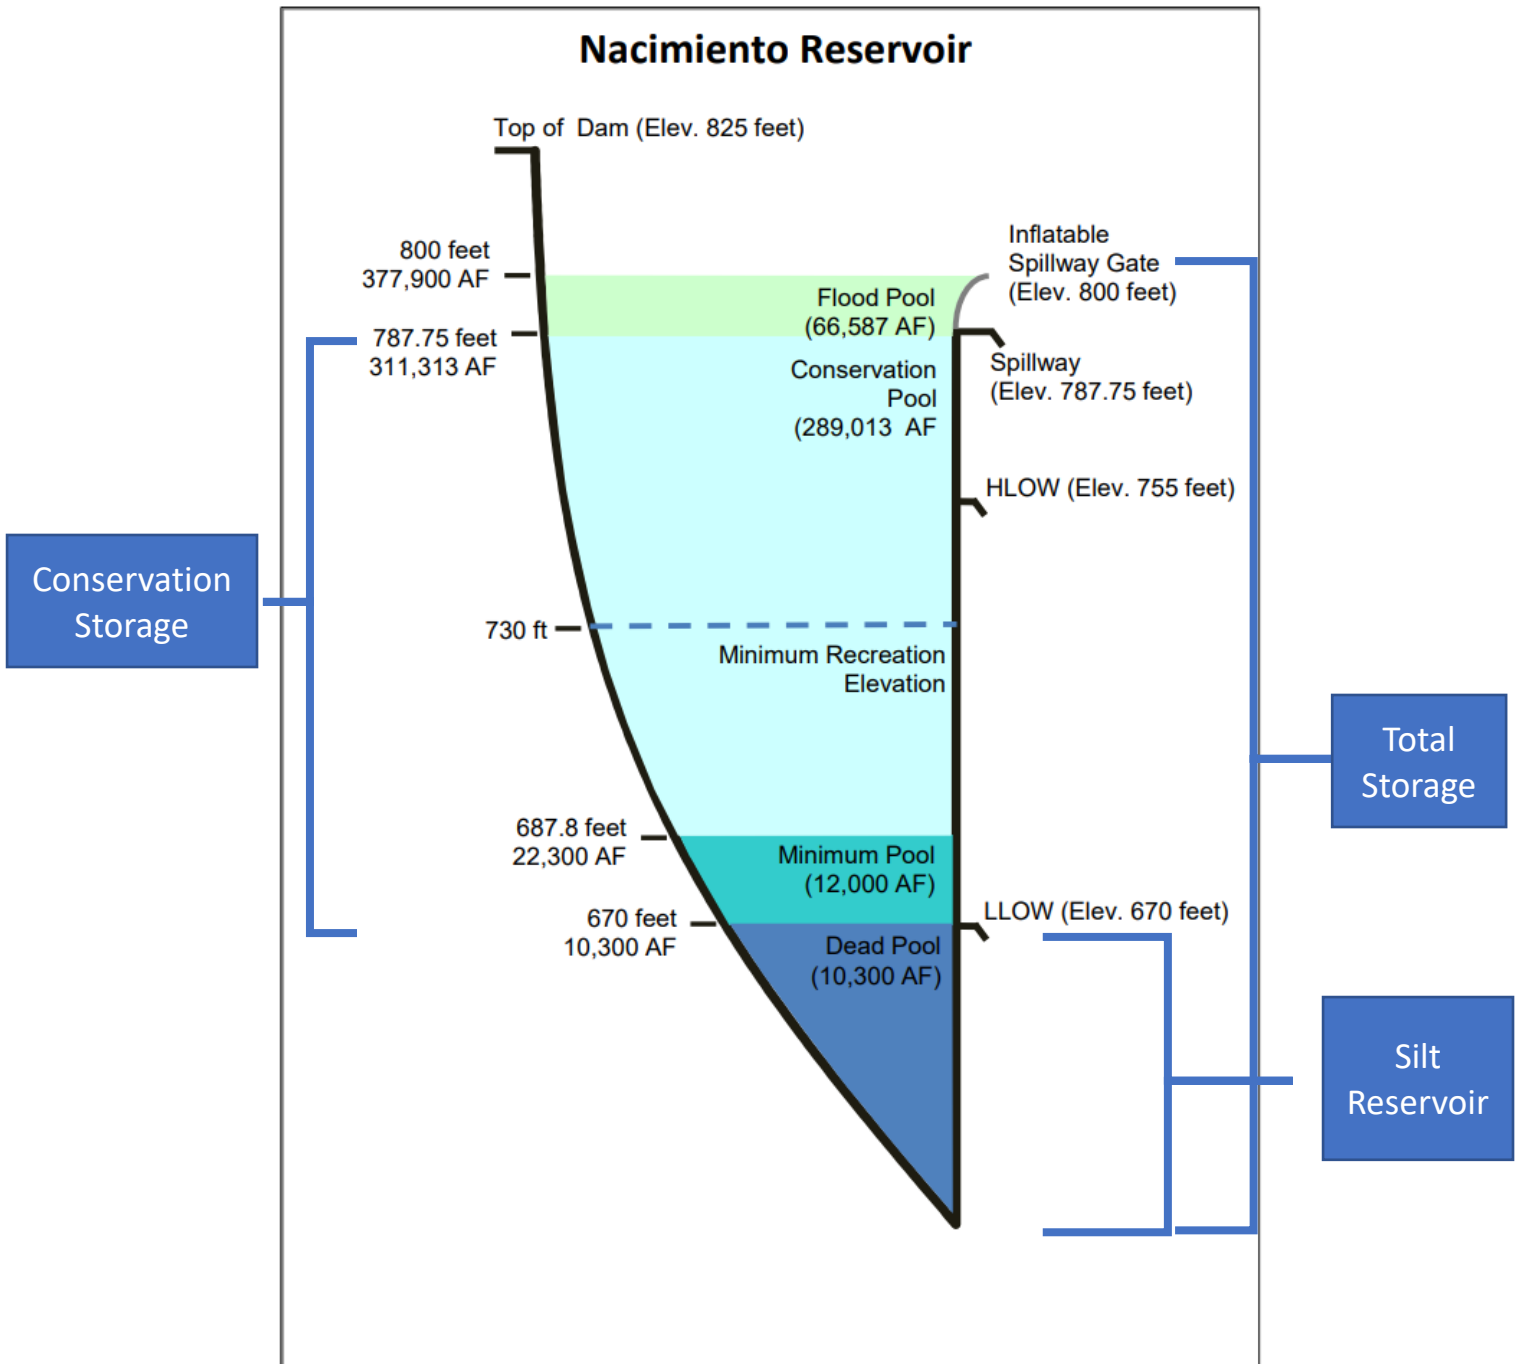 Nacimiento Reservoir
Top of Dam (Elev. 825 feet)
800 feet
377,900 AF
Inflatable
Spillway Gate
(Elev. 800 feet)
Flood Pool
(66,587 AF)
787.75 feet
311,313 AF
Spillway
(Elev. 787.75 feet)
Conservation
Pool
(289,013 AF
HLOW (Elev. 755 feet)
Conservation
Storage
730 ft
Minimum Recreation
Elevation
Total
Storage
687.8 feet
22,300 AF
Minimum Pool
(12,000 AF)
670 feet
10,300 AF
LLOW (Elev. 670 feet)
Dead Pool
(10,300 AF)
Silt
Reservoir